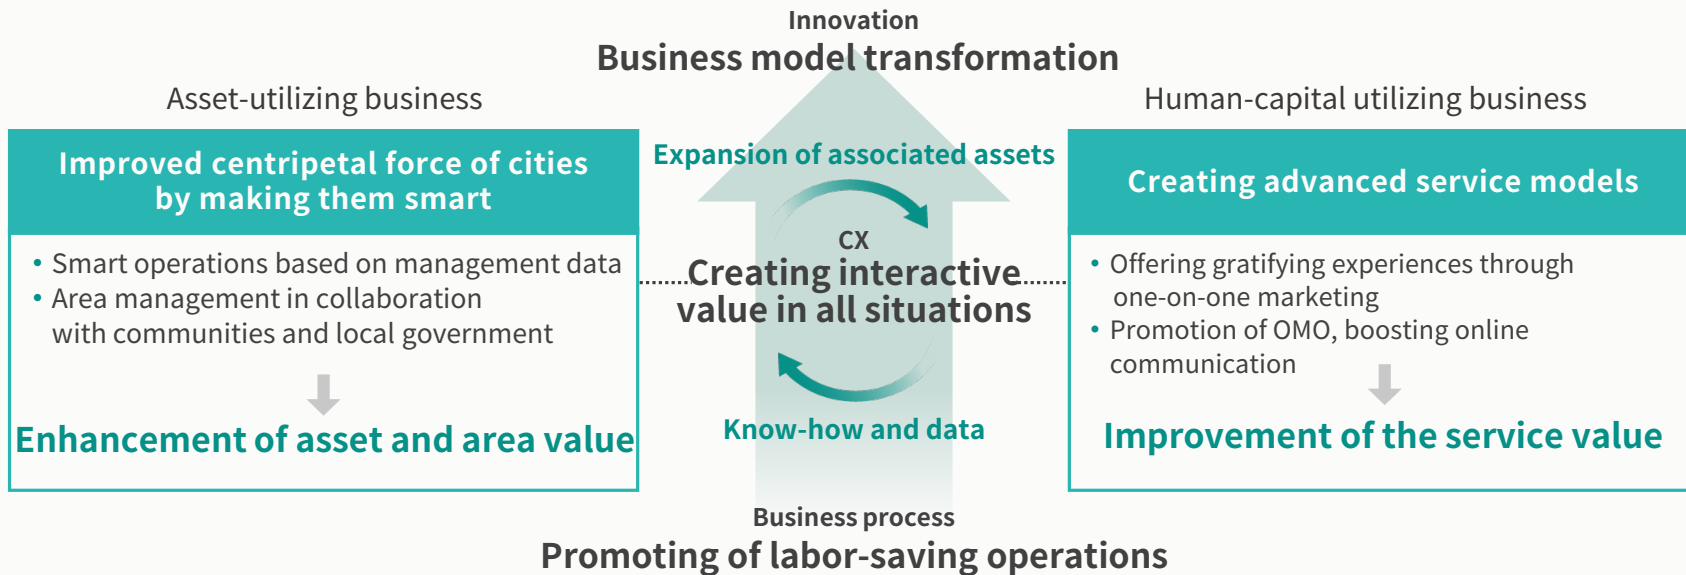 Innovation
Business model transformation
Asset-utilizing business
Improved centripetal force of cities
by making them smart
• Smart operations based on management data
• Area management in collaboration
with communities and local government
Enhancement of asset and area value
Expansion of associated assets
CX
Creating interactive
value in all situations
Know-how and data
Human-capital utilizing business
Creating advanced service models
• Offering gratifying experiences through
one-on-one marketing
• Promotion of OMO, boosting online
communication
Improvement of the service value
Business process
Promoting of labor-saving operations